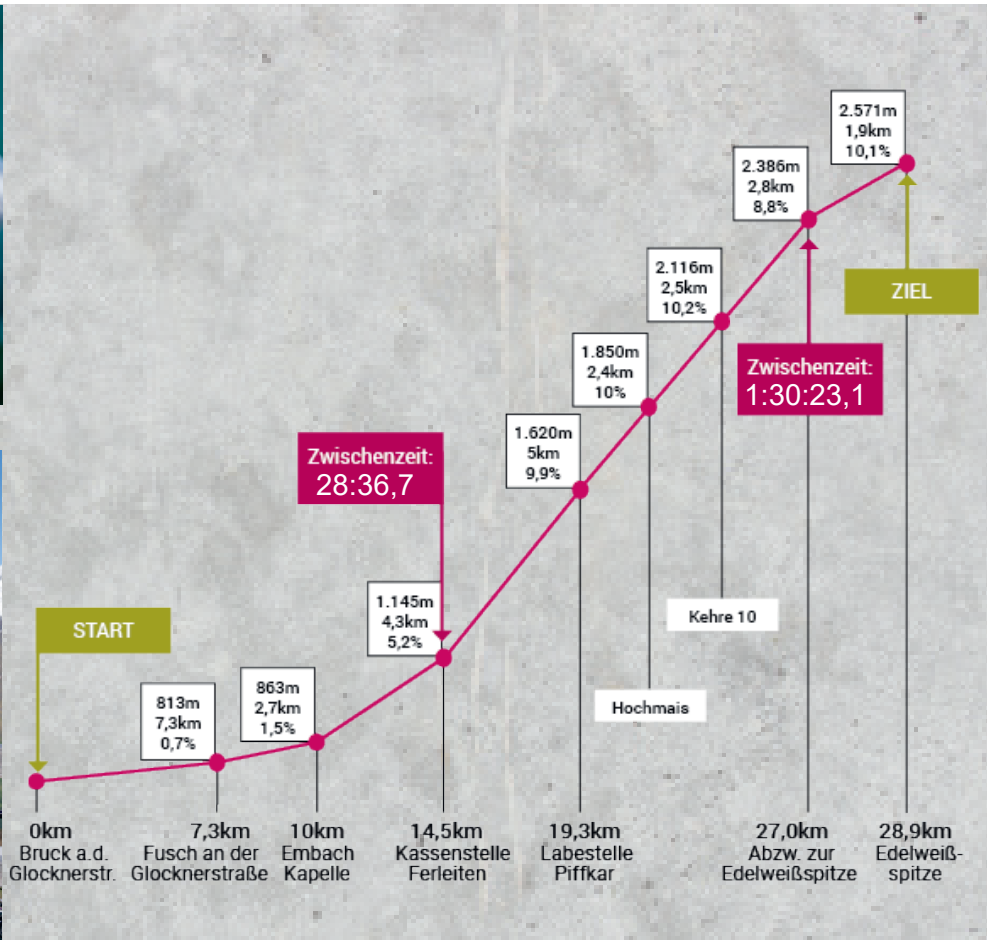 2.571m
1,9km
10,1%
2.386m
2,8km
8,8%
ZIEL
2.116m
2,5km
10,2%
Zwischenzeit:
1:30:23,1
1.850m
2,4km
10%
1.620m
5km
9,9%
Zwischenzeit:
28:36,7
1.145m
4,3km
5,2%
Kehre 10
START
863m
2,7km
1,5%
813m
7,3km
0,7%
Hochmais
0km
Bruck a.d.
Glocknerstr.
7,3km
Fusch an der
Glocknerstraße
10km
Embach
Kapelle
14,5km
Kassenstelle
Ferleiten
19,3km
Labestelle
Piffkar
27,0km
Abzw. zur
Edelweißspitze
28,9km
Edelweiß-
spitze